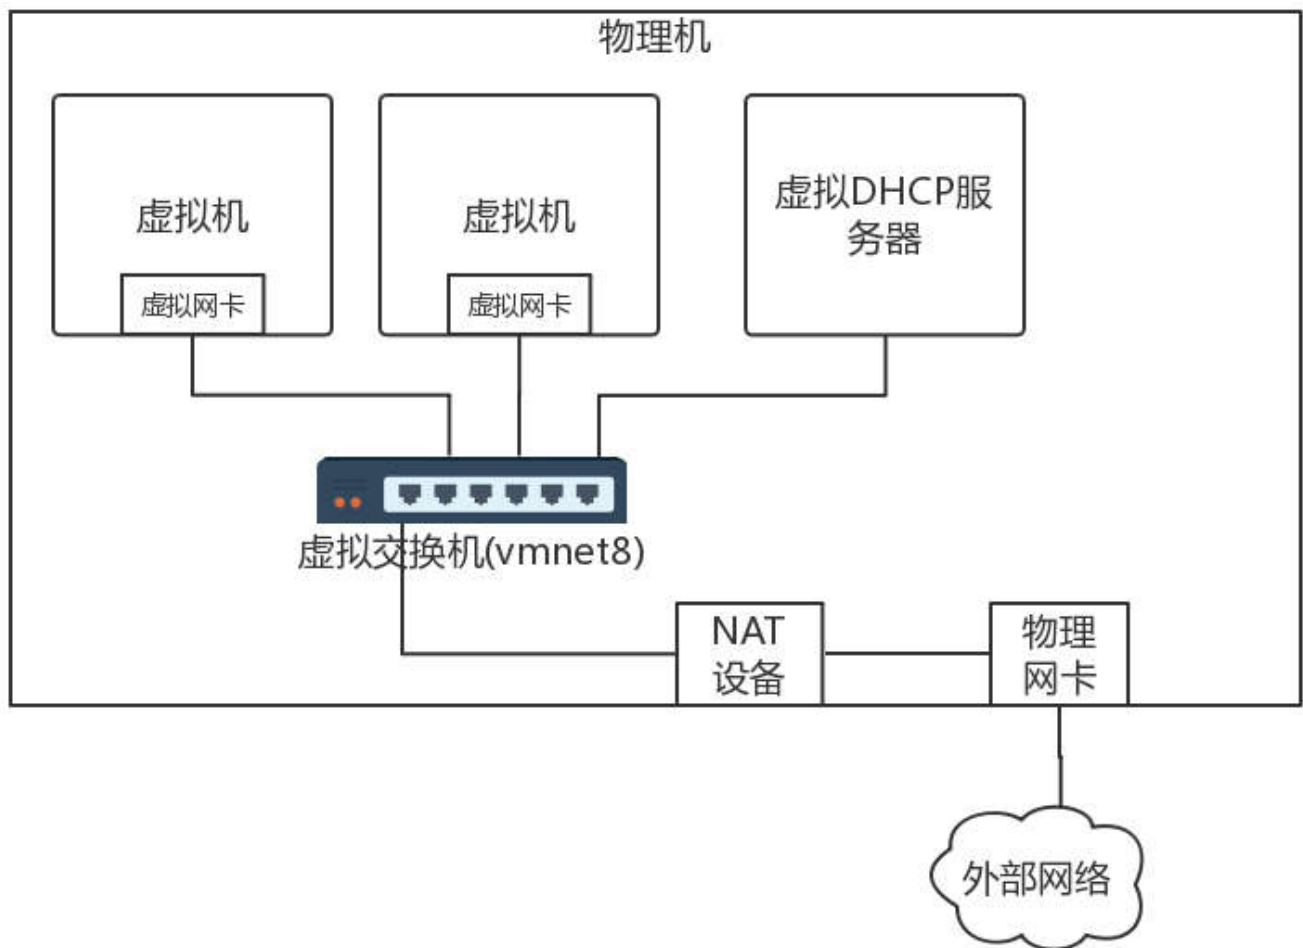 物理机
虚拟机
虚拟网卡
虚拟机
虚拟网卡
虚拟DHCP服
务器
虚拟交换机(vmnet8)
NAT
设备
物理
网卡
外部网络